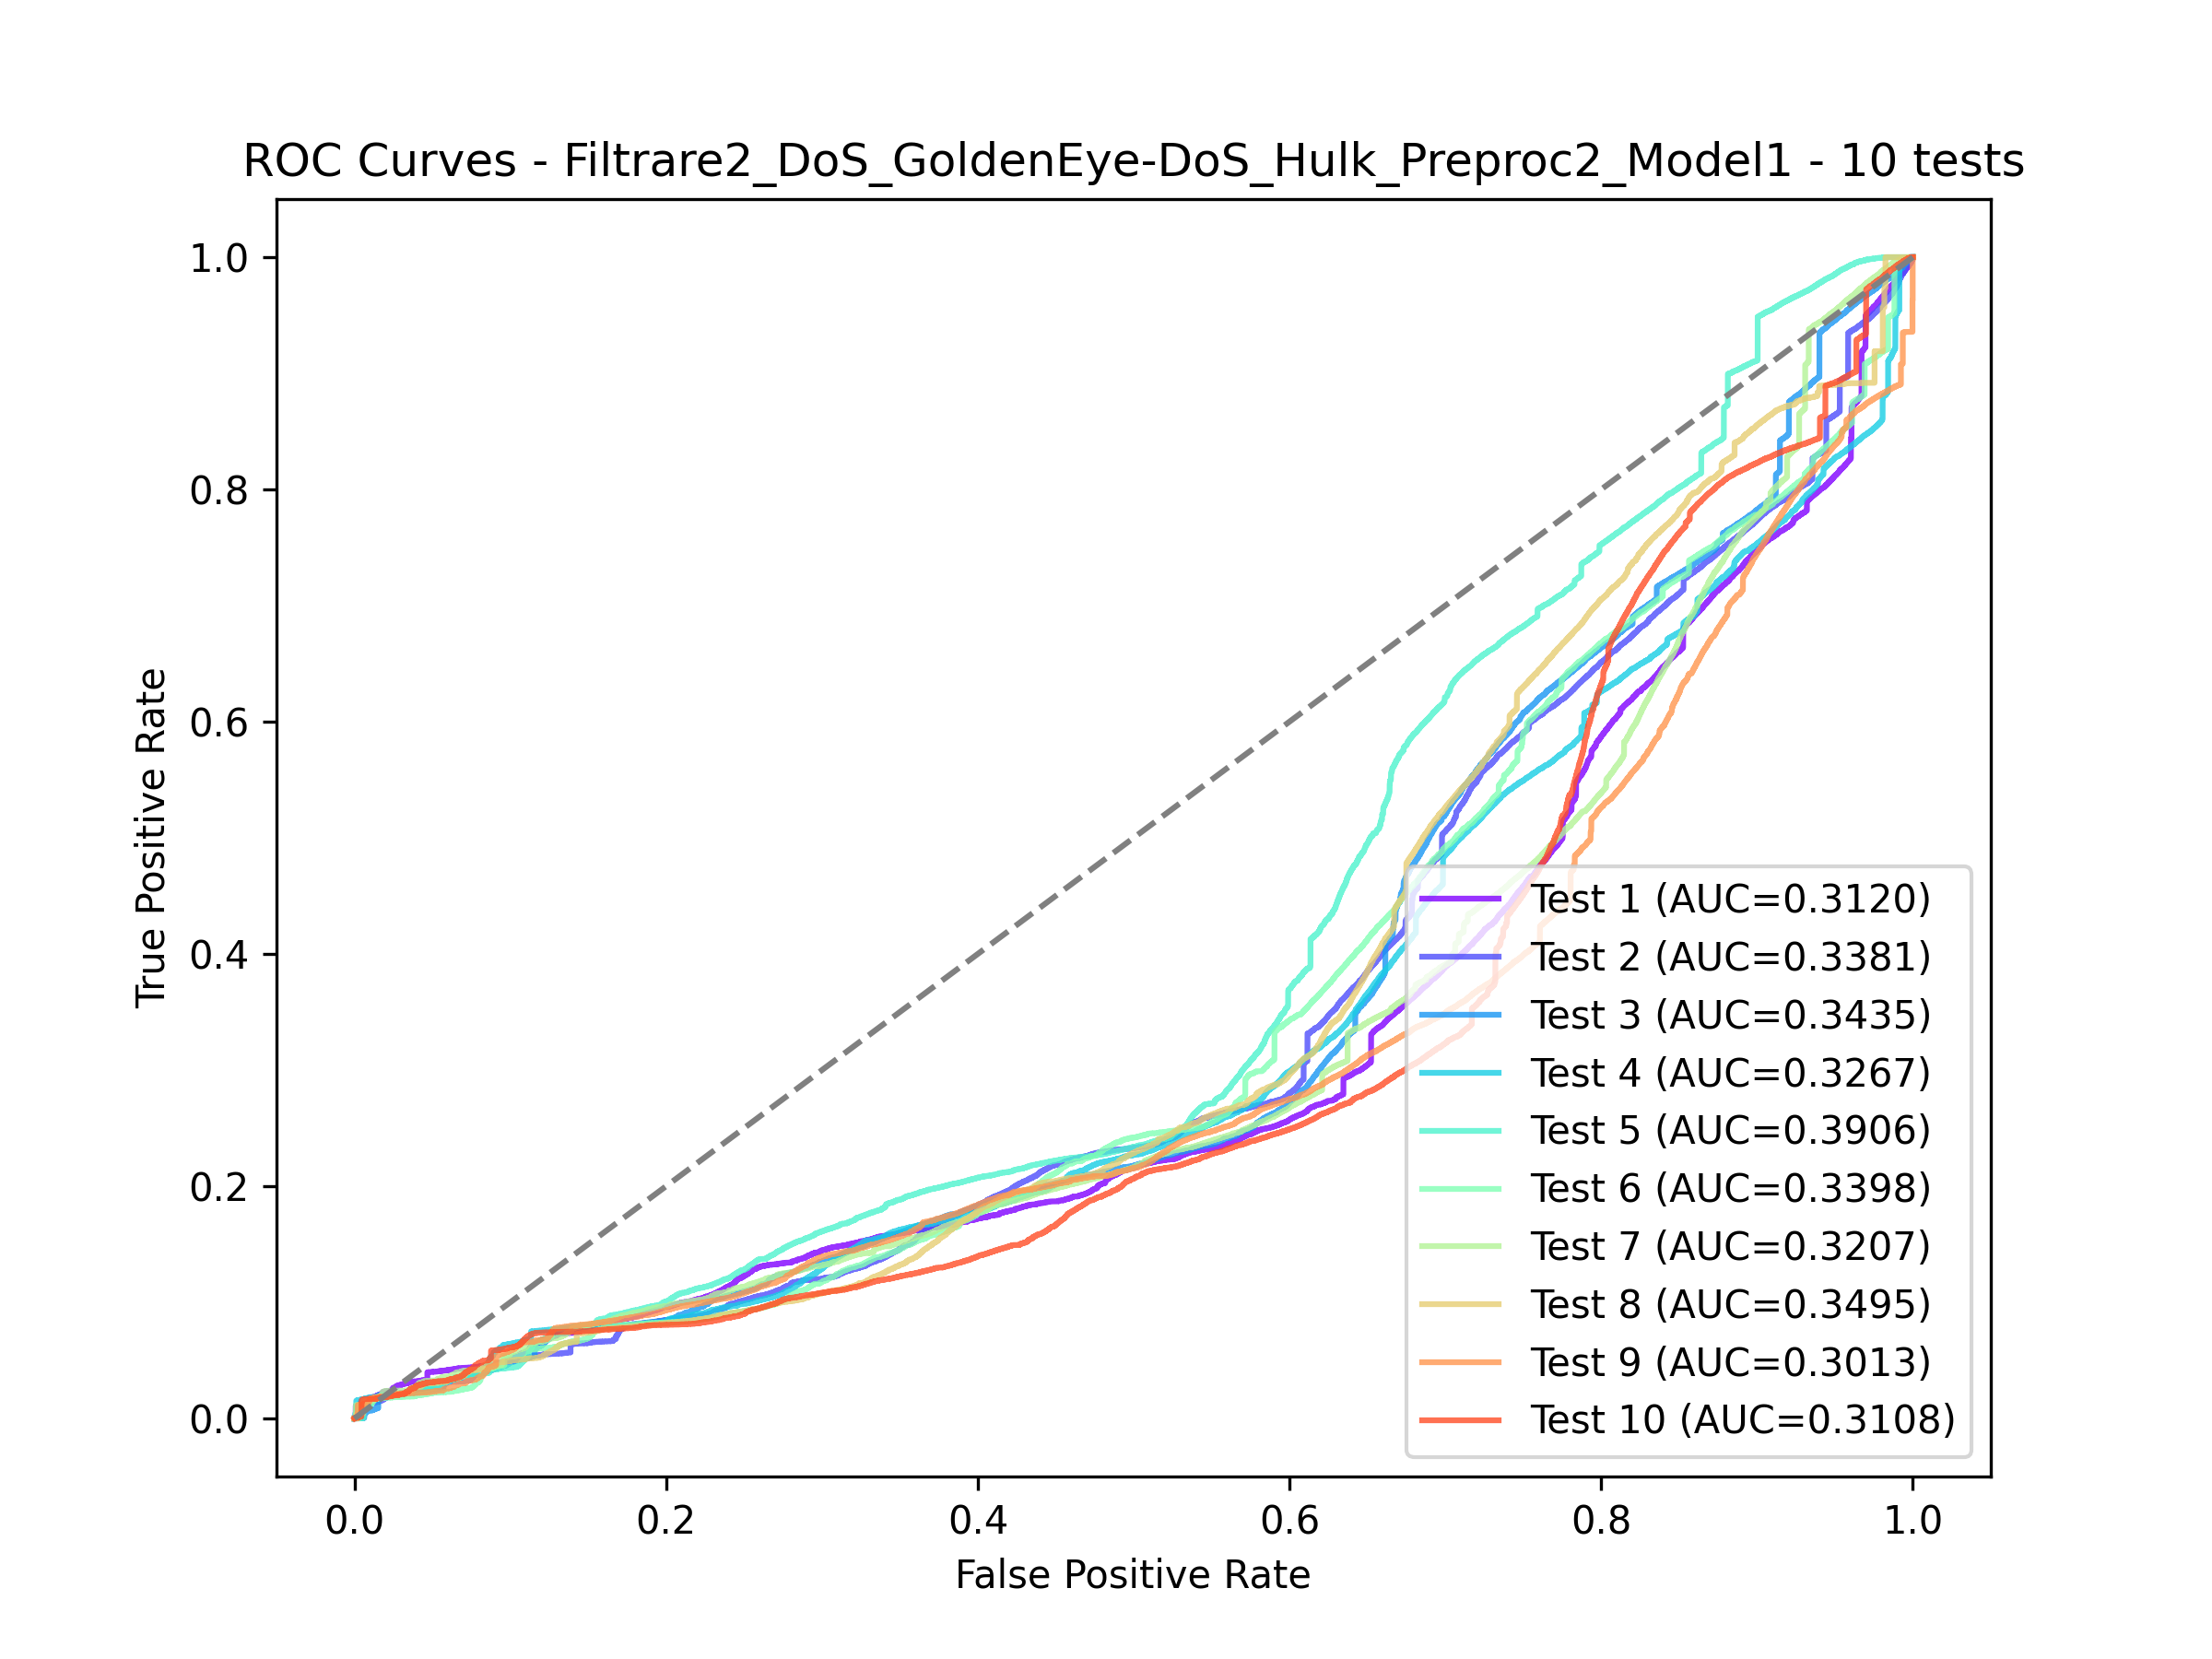 ROC Curves - Filtrare2_DoS_GoldenEye-DoS_Hulk_Preproc2_Model1 - 10 tests
True Positive Rate
1.0
0.8
0.6
0.4
0.2
0.0
Test 1 (AUC=0.3120)
Test 2 (AUC=0.3381)
Test 3 (AUC=0.3435)
Test 4 (AUC=0.3267)
Test 5 (AUC=0.3906)
Test 6 (AUC=0.3398)
Test 7 (AUC=0.3207)
Test 8 (AUC=0.3495)
Test 9 (AUC=0.3013)
Test 10 (AUC=0.3108)
0.0 0.2 0.4 0.6 0.8 1.0
False Positive Rate